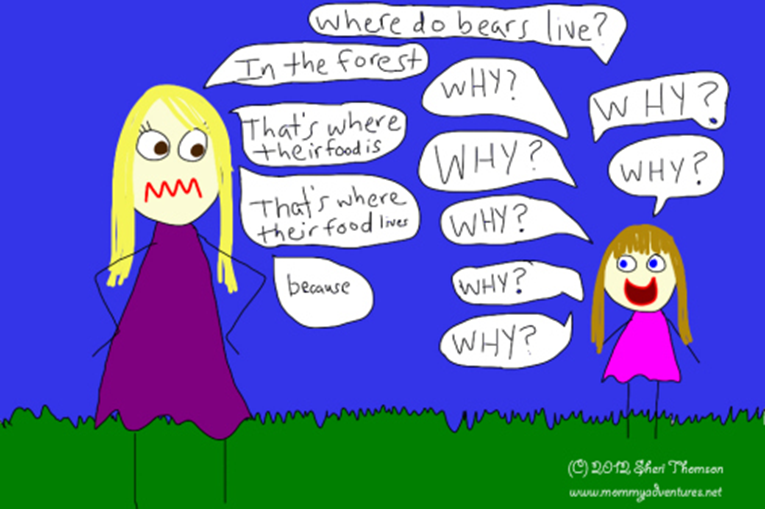 where do bears live?
In the forest
WHY?
WHY?
That's where
their food is
WHY?
WHY?
That's where
their food lives
WHY?
because
WHY?
WHY?
(C) 2012 Sheri Thomson
www.mommyadventures.net